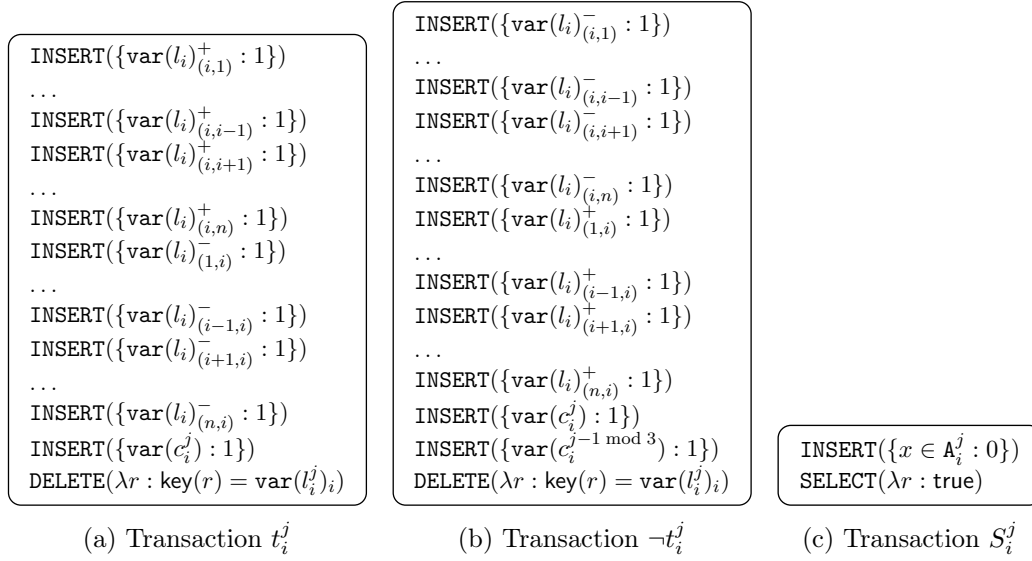 INSERT({var(l_i)^+_{(i,1)} : 1})
...
INSERT({var(l_i)^+_{(i,i−1)} : 1})
INSERT({var(l_i)^+_{(i,i+1)} : 1})
...
INSERT({var(l_i)^+_{(i,n)} : 1})
INSERT({var(l_i)^−_{(1,i)} : 1})
...
INSERT({var(l_i)^−_{(i−1,i)} : 1})
INSERT({var(l_i)^−_{(i+1,i)} : 1})
...
INSERT({var(l_i)^−_{(n,i)} : 1})
INSERT({var(c_i^j) : 1})
DELETE(λr : key(r) = var(l_i^j)_i)
(a) Transaction t_i^j
INSERT({var(l_i)^−_{(i,1)} : 1})
...
INSERT({var(l_i)^−_{(i,i−1)} : 1})
INSERT({var(l_i)^−_{(i,i+1)} : 1})
...
INSERT({var(l_i)^−_{(i,n)} : 1})
INSERT({var(l_i)^+_{(1,i)} : 1})
...
INSERT({var(l_i)^+_{(i−1,i)} : 1})
INSERT({var(l_i)^+_{(i+1,i)} : 1})
...
INSERT({var(l_i)^+_{(n,i)} : 1})
INSERT({var(c_i^j) : 1})
INSERT({var(c_i^{j−1 mod 3}) : 1})
DELETE(λr : key(r) = var(l_i^j)_i)
(b) Transaction ¬t_i^j
INSERT({x ∈ A_i^j : 0})
SELECT(λr : true)
(c) Transaction S_i^j